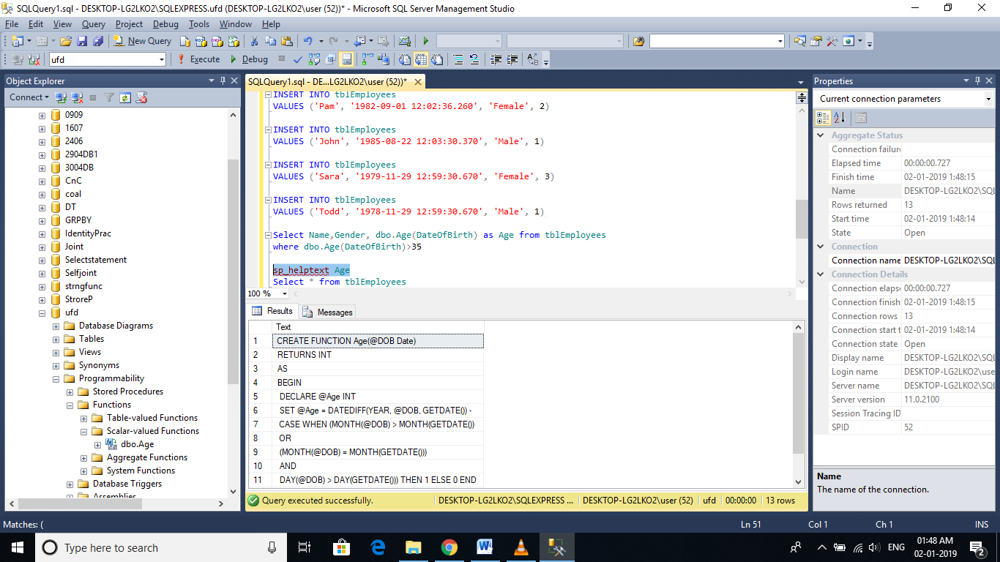 SQLQuery1.sql - DESKTOP-LG2LKO2\SQLEXPRESS.ufd (DESKTOP-LG2LKO2\user (52))* - Microsoft SQL Server Management Studio
File Edit View Query Project Debug Tools Window Help
New Query
ufd Execute Debug
Object Explorer
Connect
0909
1607
2406
2904DB1
3004DB
CnC
coal
DT
GRPBY
IdentityPrac
Joint
Selectstatement
Selfjoint
strngfunc
StroreP
ufd
Database Diagrams
Tables
Views
Synonyms
Programmability
Stored Procedures
Functions
Table-valued Functions
Scalar-valued Functions
dbo.Age
Aggregate Functions
System Functions
Database Triggers
Assemblies
SQLQuery1.sql - DE...LG2LKO2\user (52))*
INSERT INTO tblEmployees
VALUES ('Pam', '1982-09-01 12:02:36.260', 'Female', 2)
INSERT INTO tblEmployees
VALUES ('John', '1985-08-22 12:03:30.370', 'Male', 1)
INSERT INTO tblEmployees
VALUES ('Sara', '1979-11-29 12:59:30.670', 'Female', 3)
INSERT INTO tblEmployees
VALUES ('Todd', '1978-11-29 12:59:30.670', 'Male', 1)
Select Name,Gender, dbo.Age(DateOfBirth) as Age from tblEmployees
where dbo.Age(DateOfBirth)>35
sp_helptext Age
Select * from tblEmployees
100 %
Results Messages
Text
1 CREATE FUNCTION Age(@DOB Date)
2 RETURNS INT
3 AS
4 BEGIN
5 DECLARE @Age INT
6 SET @Age = DATEDIFF(YEAR, @DOB, GETDATE()) -
7 CASE WHEN (MONTH(@DOB) > MONTH(GETDATE())
8 OR
9 (MONTH(@DOB) = MONTH(GETDATE()))
10 AND
11 DAY(@DOB) > DAY(GETDATE())) THEN 1 ELSE 0 END
Query executed successfully. DESKTOP-LG2LKO2\SQLEXPRESS ... DESKTOP-LG2LKO2\user (52) ufd 00:00:00 13 rows
Properties
Current connection parameters
Aggregate Status
Connection failure
Elapsed time 00:00:00.727
Finish time 02-01-2019 1:48:15
Name DESKTOP-LG2LKO2\SQL
Rows returned 13
Start time 02-01-2019 1:48:14
State Open
Connection
Connection name DESKTOP-LG2LKO2\SQL
Connection Details
Connection elapse 00:00:00.727
Connection finish 02-01-2019 1:48:15
Connection rows 13
Connection start t 02-01-2019 1:48:14
Connection state Open
Display name DESKTOP-LG2LKO2\SQL
Login name DESKTOP-LG2LKO2\use
Server name DESKTOP-LG2LKO2\SQL
Server version 11.0.2100
Session Tracing ID
SPID 52
Name
The name of the connection.
Matches: ( Ln 51 Col 1 Ch 1 INS
Type here to search
ENG 01:48 AM
02-01-2019
2